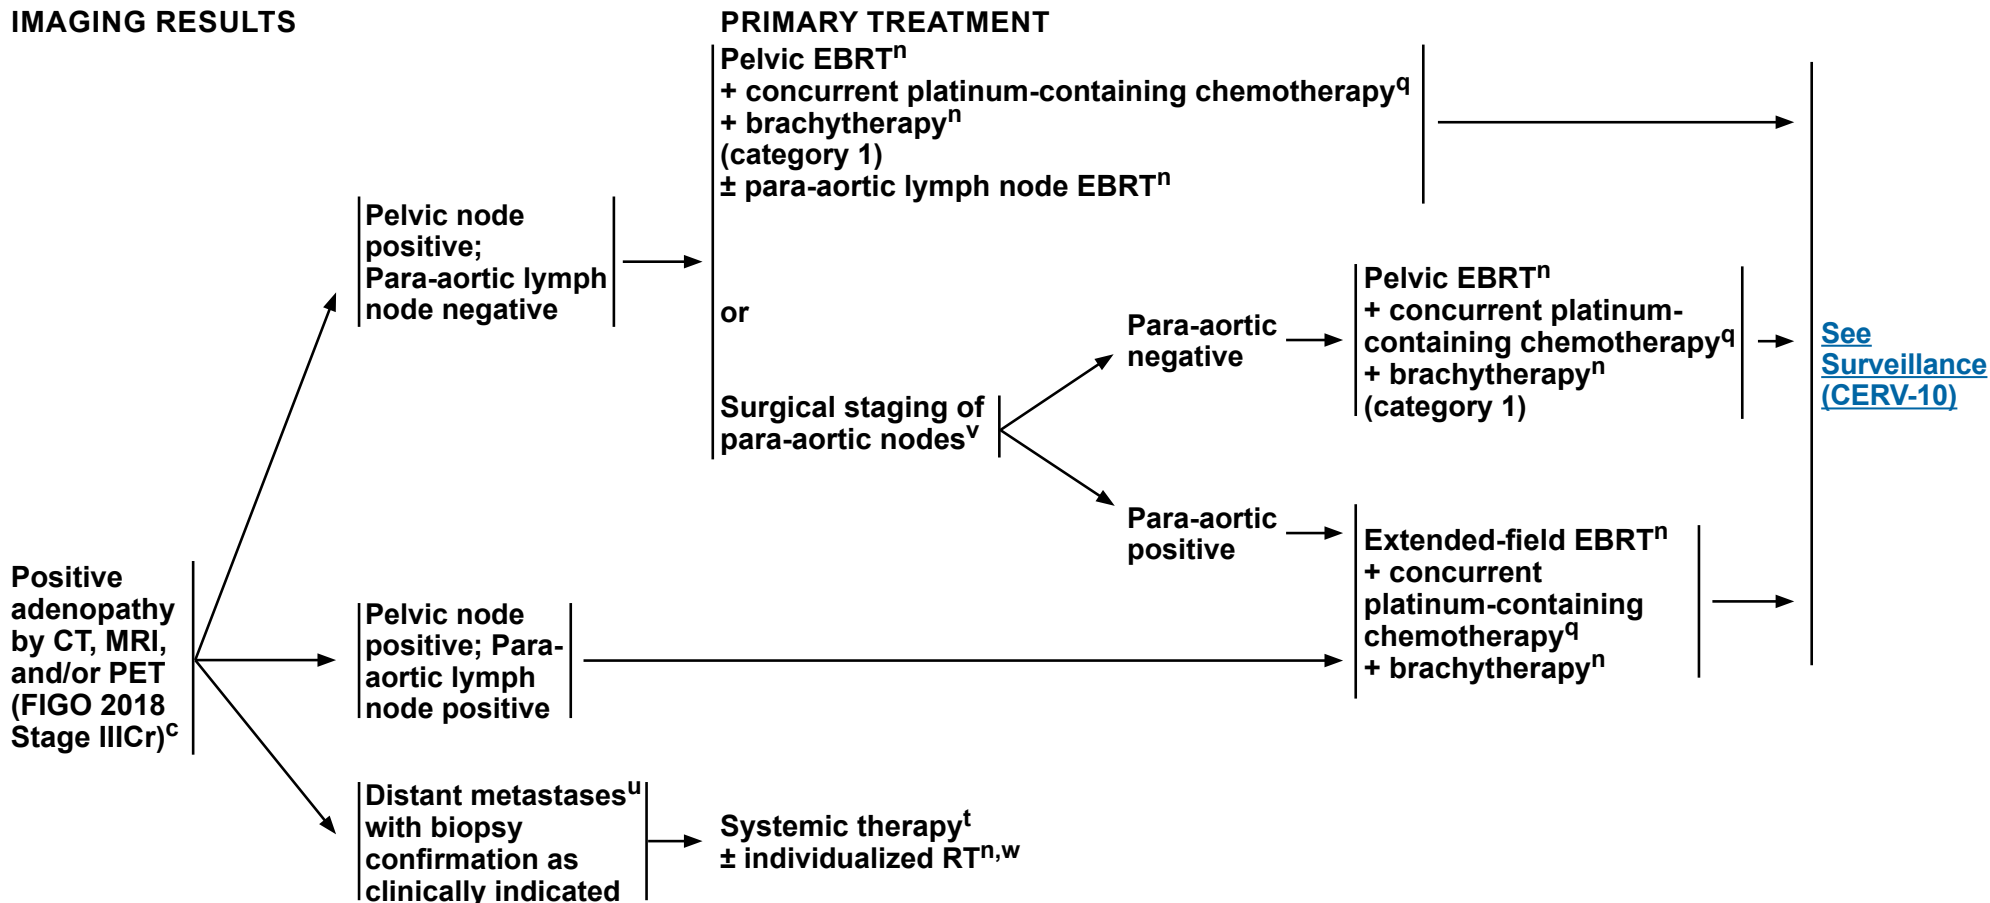 IMAGING RESULTS
PRIMARY TREATMENT
Positive
adenopathy
by CT, MRI,
and/or PET
(FIGO 2018
Stage IIICr)c
Pelvic node
positive;
Para-aortic lymph
node negative
Pelvic EBRTn
+ concurrent platinum-containing chemotherapyq
+ brachytherapyn
(category 1)
± para-aortic lymph node EBRTn
or
Surgical staging of
para-aortic nodesv
Para-aortic
negative
Pelvic EBRTn
+ concurrent platinum-
containing chemotherapyq
+ brachytherapyn
(category 1)
Para-aortic
positive
Extended-field EBRTn
+ concurrent
platinum-containing
chemotherapyq
+ brachytherapyn
See
Surveillance
(CERV-10)
Pelvic node
positive; Para-
aortic lymph
node positive
Distant metastasesu
with biopsy
confirmation as
clinically indicated
Systemic therapyt
± individualized RTn,w